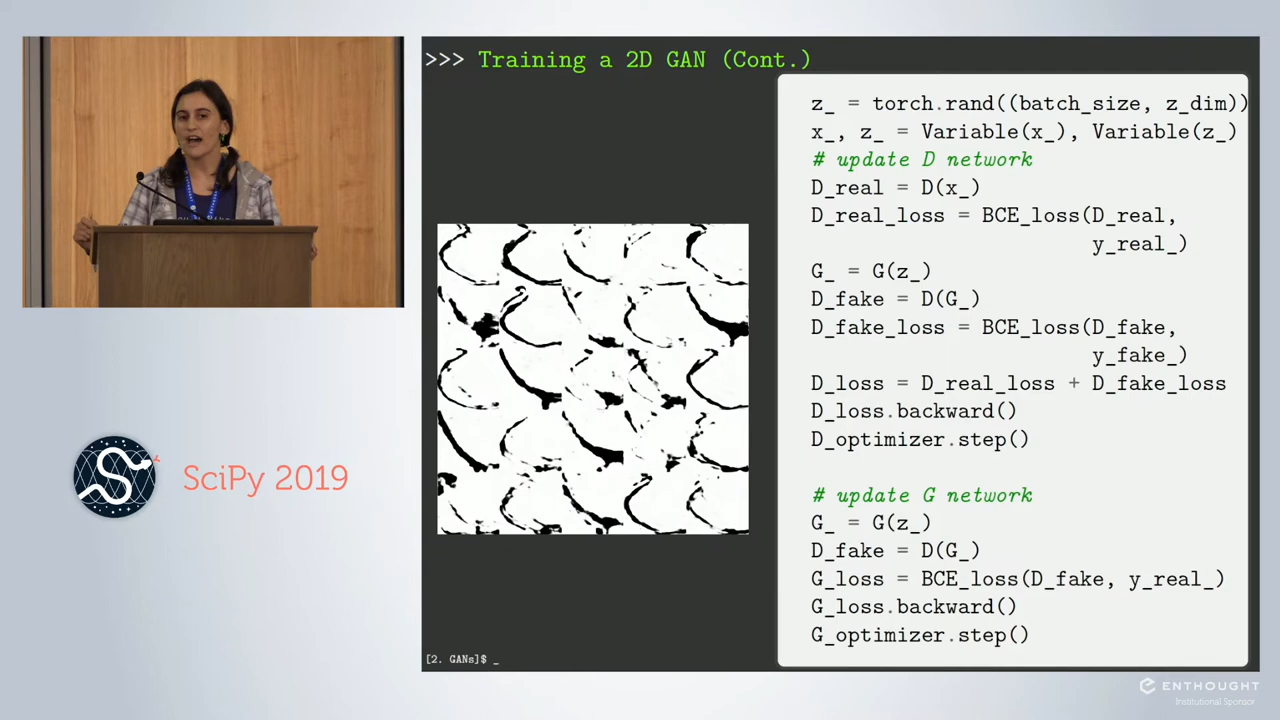 >>> Training a 2D GAN (Cont.)
z_ = torch.rand((batch_size, z_dim))
x_, z_ = Variable(x_), Variable(z_)
# update D network
D_real = D(x_)
D_real_loss = BCE_loss(D_real,
y_real_)
G_ = G(z_)
D_fake = D(G_)
D_fake_loss = BCE_loss(D_fake,
y_fake_)
D_loss = D_real_loss + D_fake_loss
D_loss.backward()
D_optimizer.step()
# update G network
G_ = G(z_)
D_fake = D(G_)
G_loss = BCE_loss(D_fake, y_real_)
G_loss.backward()
G_optimizer.step()
[2. GANs]$ _
S
SciPy 2019
ENTHOUGHT
Institutional Sponsor